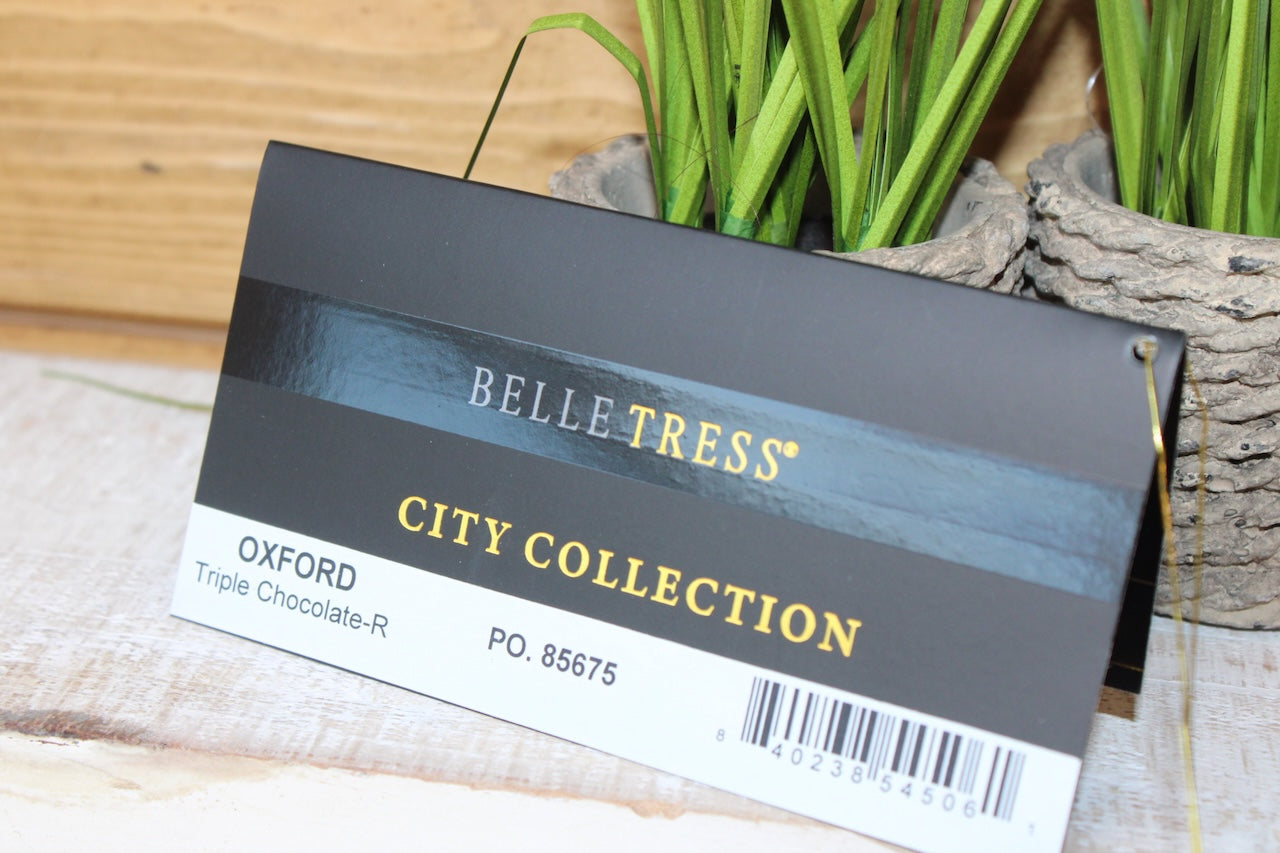 BELLE TRESS®
CITY COLLECTION
OXFORD
Triple Chocolate-R
PO. 85675
8 40238 54506 1